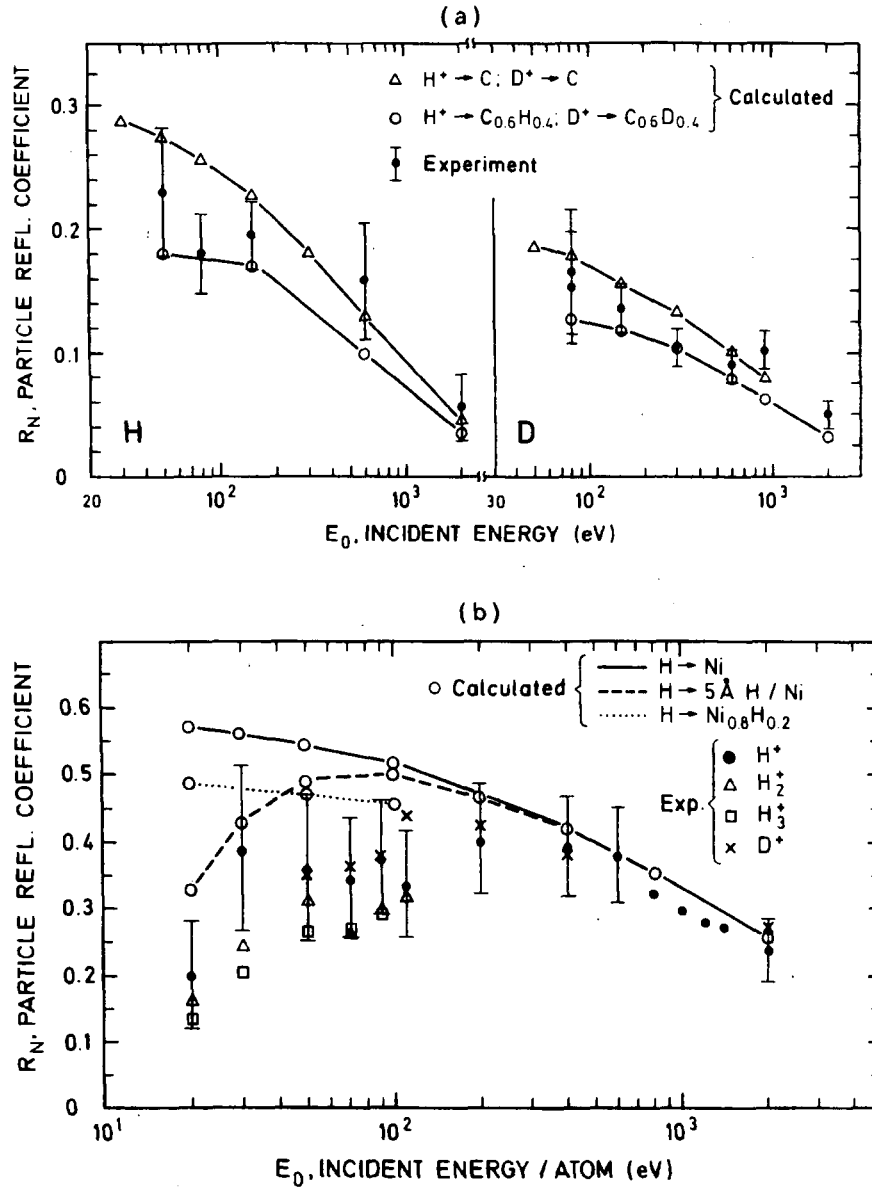 (a)
R_N, PARTICLE REFL. COEFFICIENT
0.3
0.2
0.1
0
△ H⁺ → C; D⁺ → C
○ H⁺ → C₀.₆H₀.₄; D⁺ → C₀.₆D₀.₄
Calculated
Experiment
H
D
20
10²
10³
30
10²
10³
E₀, INCIDENT ENERGY (eV)
(b)
R_N, PARTICLE REFL. COEFFICIENT
0.6
0.5
0.4
0.3
0.2
0.1
0
○ Calculated
H → Ni
H → 5Å H / Ni
H → Ni₀.₈H₀.₂
Exp.
● H⁺
△ H₂⁺
□ H₃⁺
× D⁺
10¹
10²
10³
E₀, INCIDENT ENERGY / ATOM (eV)